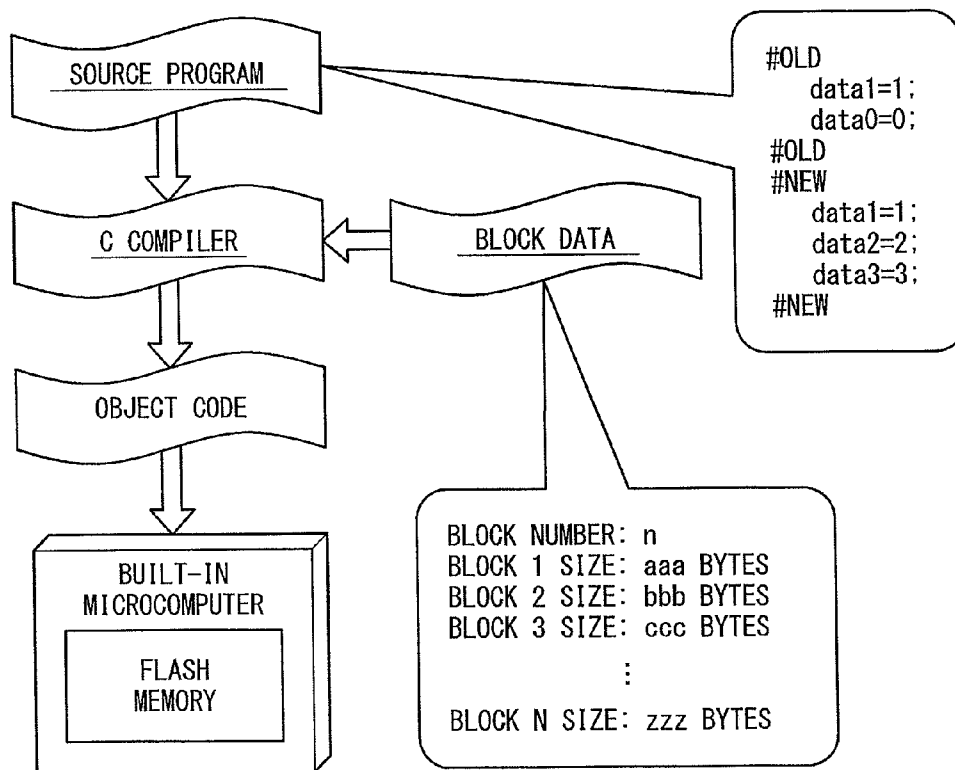 SOURCE PROGRAM
#OLD
data1=1;
data0=0;
#OLD
#NEW
data1=1;
data2=2;
data3=3;
#NEW
C COMPILER
BLOCK DATA
OBJECT CODE
BUILT-IN
MICROCOMPUTER
FLASH
MEMORY
BLOCK NUMBER: n
BLOCK 1 SIZE: aaa BYTES
BLOCK 2 SIZE: bbb BYTES
BLOCK 3 SIZE: ccc BYTES
⋮
BLOCK N SIZE: zzz BYTES